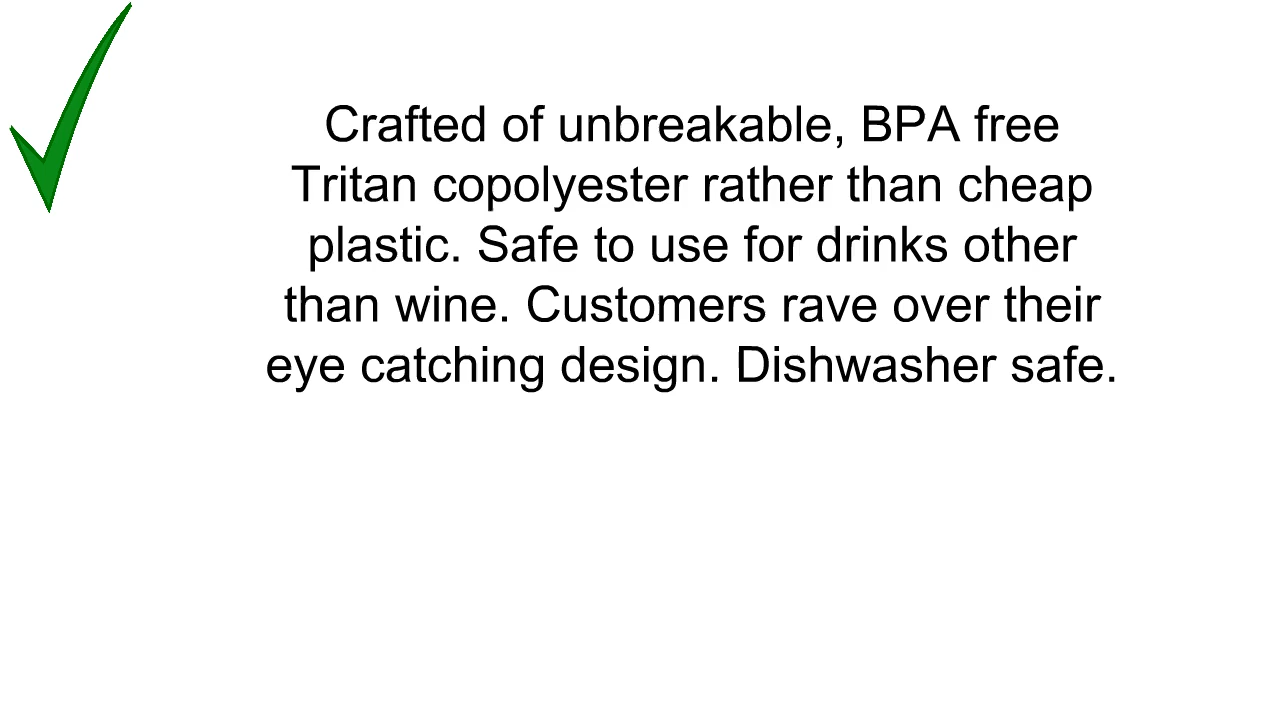 Crafted of unbreakable, BPA free
Tritan copolyester rather than cheap
plastic. Safe to use for drinks other
than wine. Customers rave over their
eye catching design. Dishwasher safe.